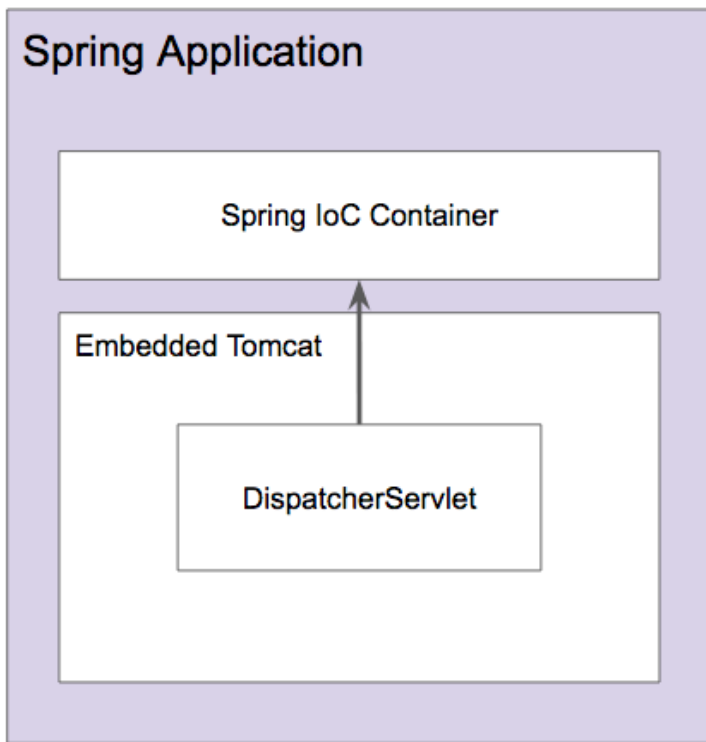 Spring Application
Spring IoC Container
Embedded Tomcat
DispatcherServlet